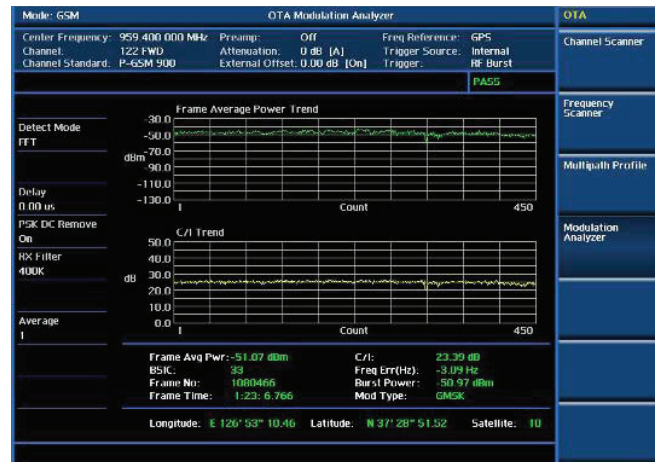 Mode: GSM
OTA Modulation Analyzer
OTA
Center Frequency: 959.400 000 MHz Preamp: Off Freq Reference: GPS
Channel: 122 FWD Attenuation: 0 dB [A] Trigger Source: Internal
Channel Standard: P-GSM 900 External Offset: 0.00 dB [On] Trigger: RF Burst
PASS
Channel Scanner
Frequency
Scanner
Multipath Profile
Modulation
Analyzer
Detect Mode
FFT
Delay
0.00 us
PSK DC Remove
On
RX Filter
400K
Average
1
Frame Average Power Trend
-30.0
-50.0
dBm
-70.0
-90.0
-110.0
-130.0
1 Count 450
C/I Trend
50.0
40.0
30.0
dB
20.0
10.0
0.0
1 Count 450
Frame Avg Pwr: -51.07 dBm C/I: 23.39 dB
BSIC: 33 Freq Err(Hz): -3.09 Hz
Frame No: 1080466 Burst Power: -50.97 dBm
Frame Time: 1:23: 6.766 Mod Type: GMSK
Longitude: E 126° 53" 10.46 Latitude: N 37° 28" 51.52 Satellite: 10